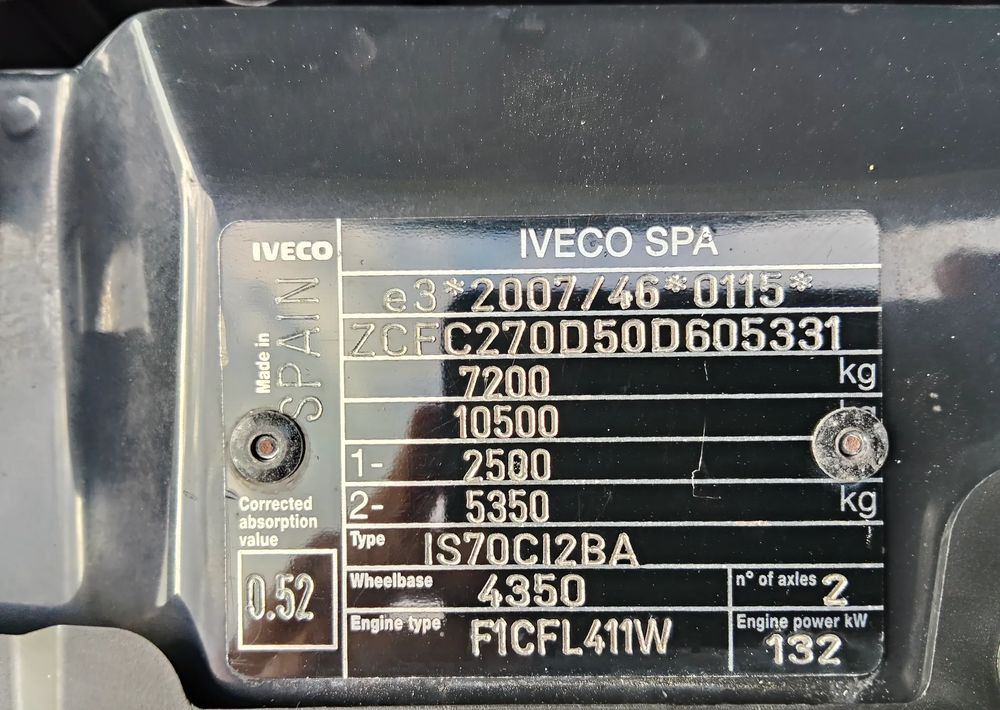 IVECO
IVECO SPA
Made in SPAIN
e3*2007/46*0115*
ZCFC270D50D605331
7200 kg
10500
1- 2500
2- 5350 kg
Corrected
absorption
value
0.52
Type IS70CI2BA
Wheelbase 4350
n° of axles 2
Engine type F1CFL411W
Engine power kW
132